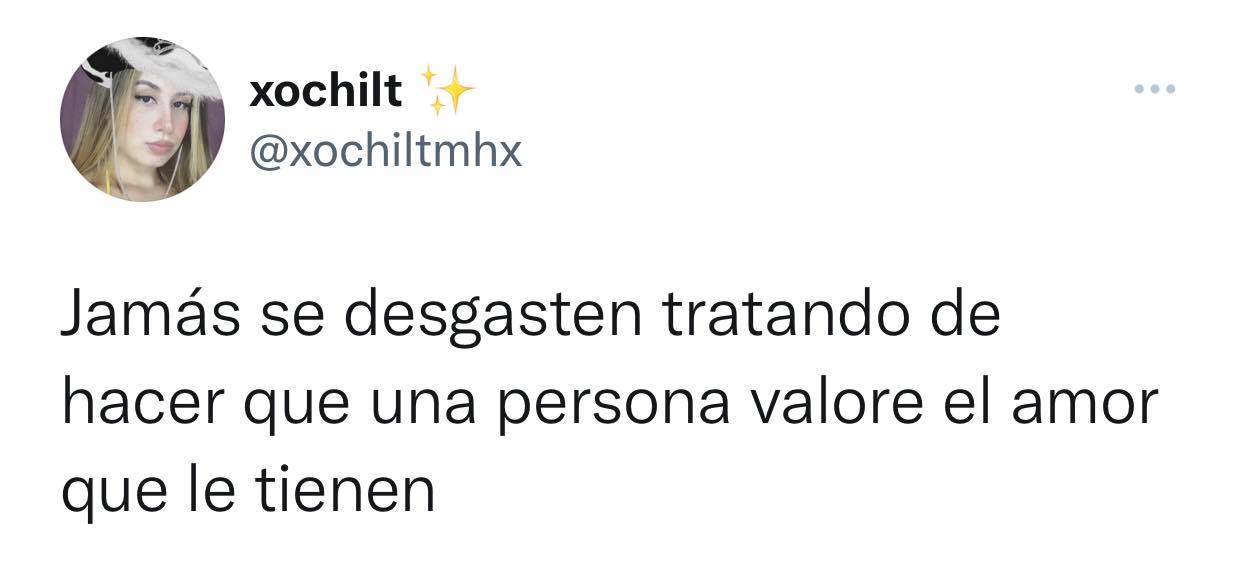 xochilt ✨
@xochiltmhx
Jamás se desgasten tratando de
hacer que una persona valore el amor
que le tienen